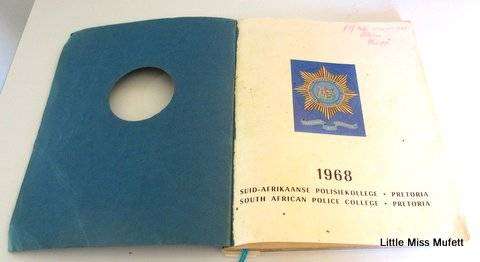 1968
SUID-AFRIKAANSE POLISIEKOLLEGE • PRETORIA
SOUTH AFRICAN POLICE COLLEGE • PRETORIA
Little Miss Mufett